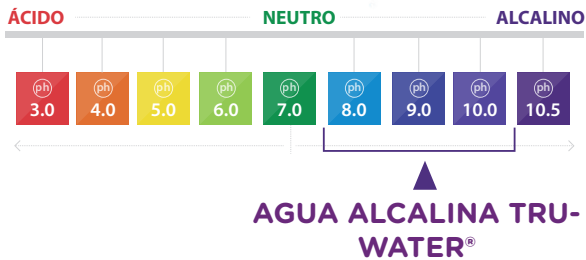 ÁCIDO NEUTRO ALCALINO
ph ph ph ph ph ph ph ph ph
3.0 4.0 5.0 6.0 7.0 8.0 9.0 10.0 10.5
AGUA ALCALINA TRU-
WATER®